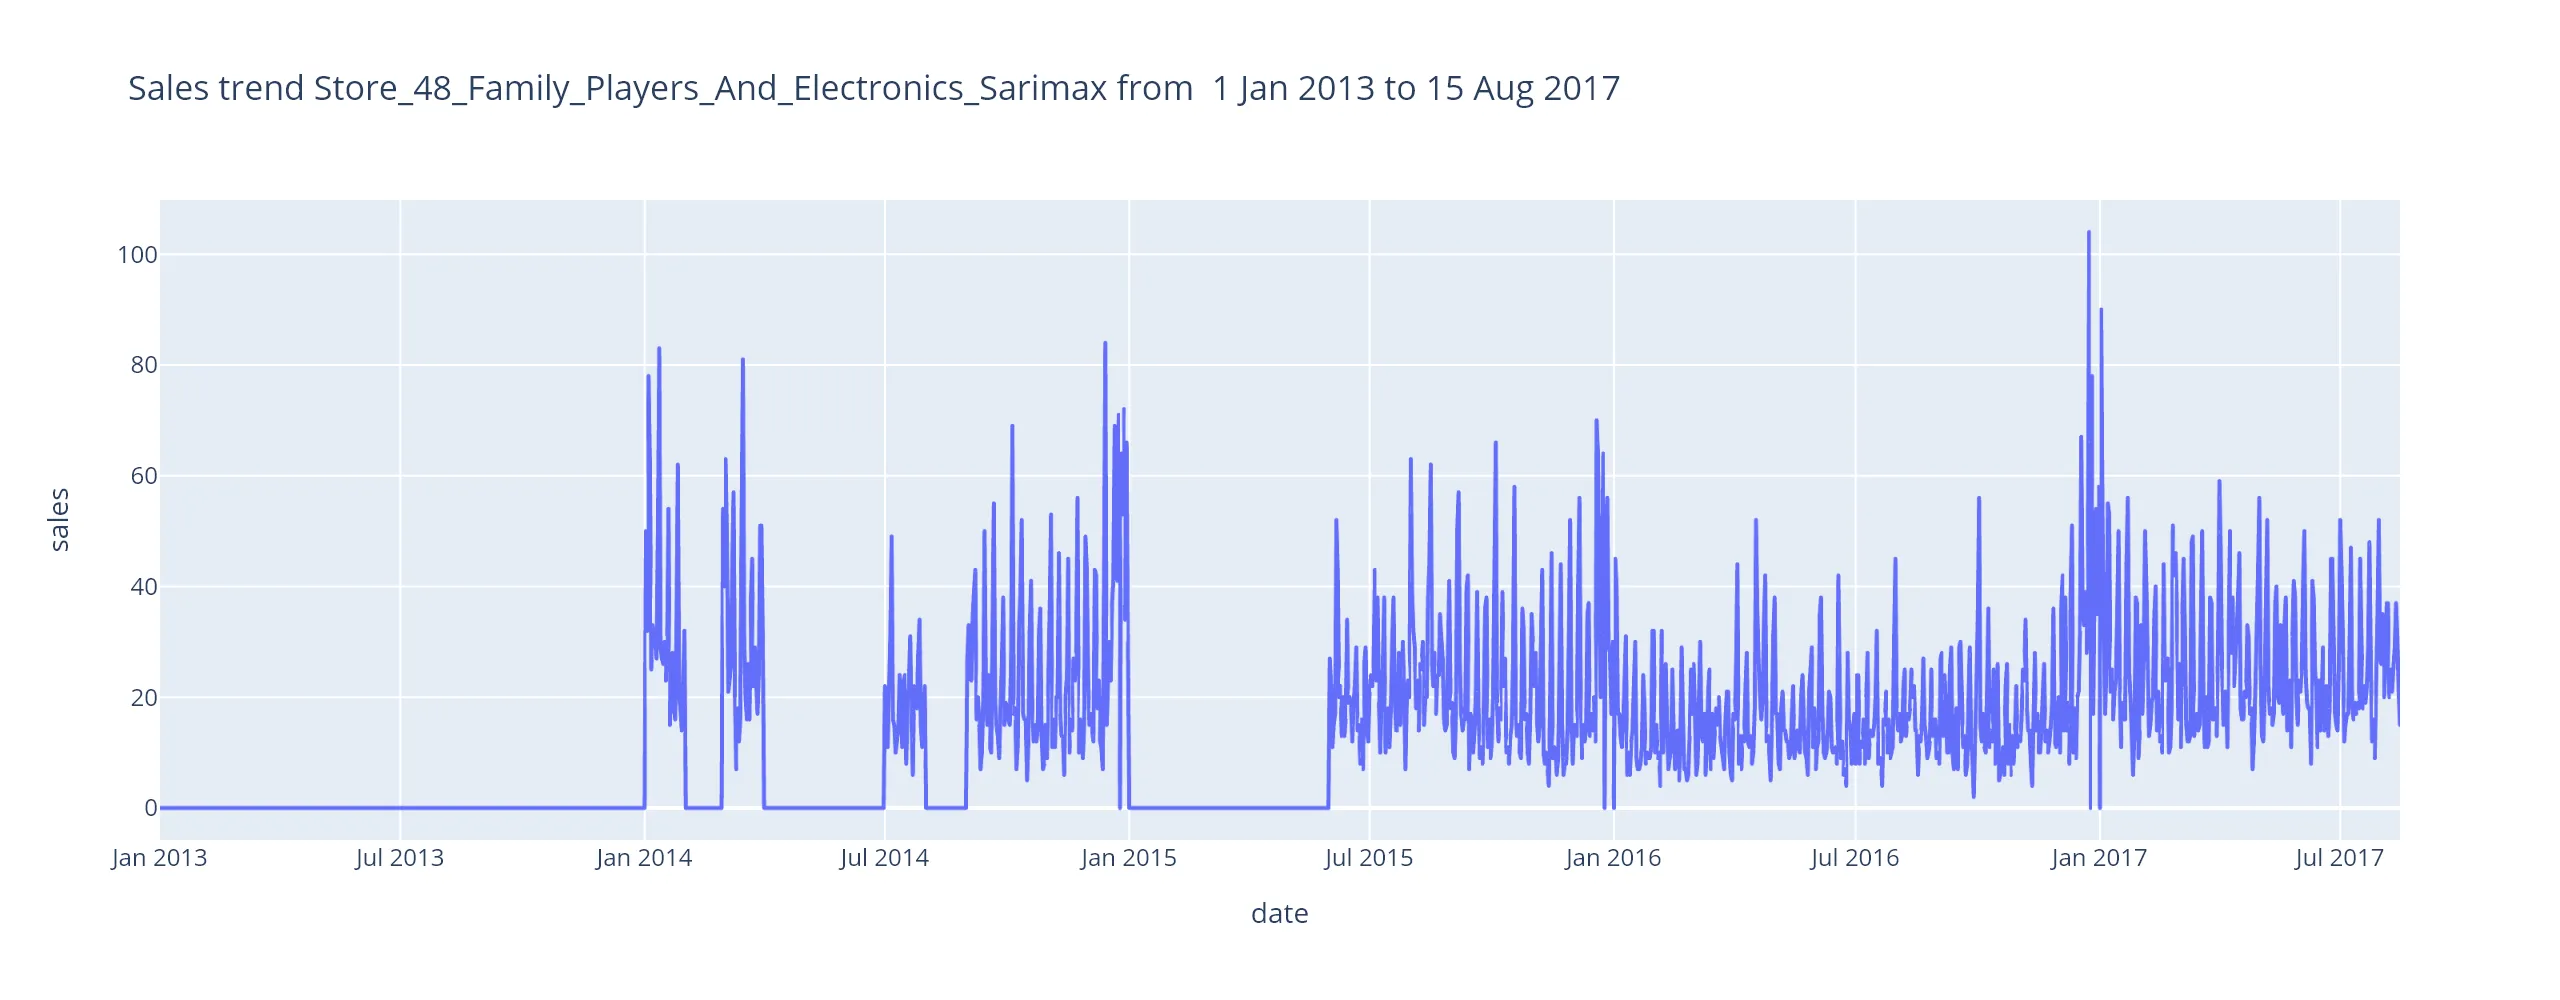 Sales trend Store_48_Family_Players_And_Electronics_Sarimax from  1 Jan 2013 to 15 Aug 2017
100
80
60
40
20
0
sales
Jan 2013 Jul 2013 Jan 2014 Jul 2014 Jan 2015 Jul 2015 Jan 2016 Jul 2016 Jan 2017 Jul 2017
date